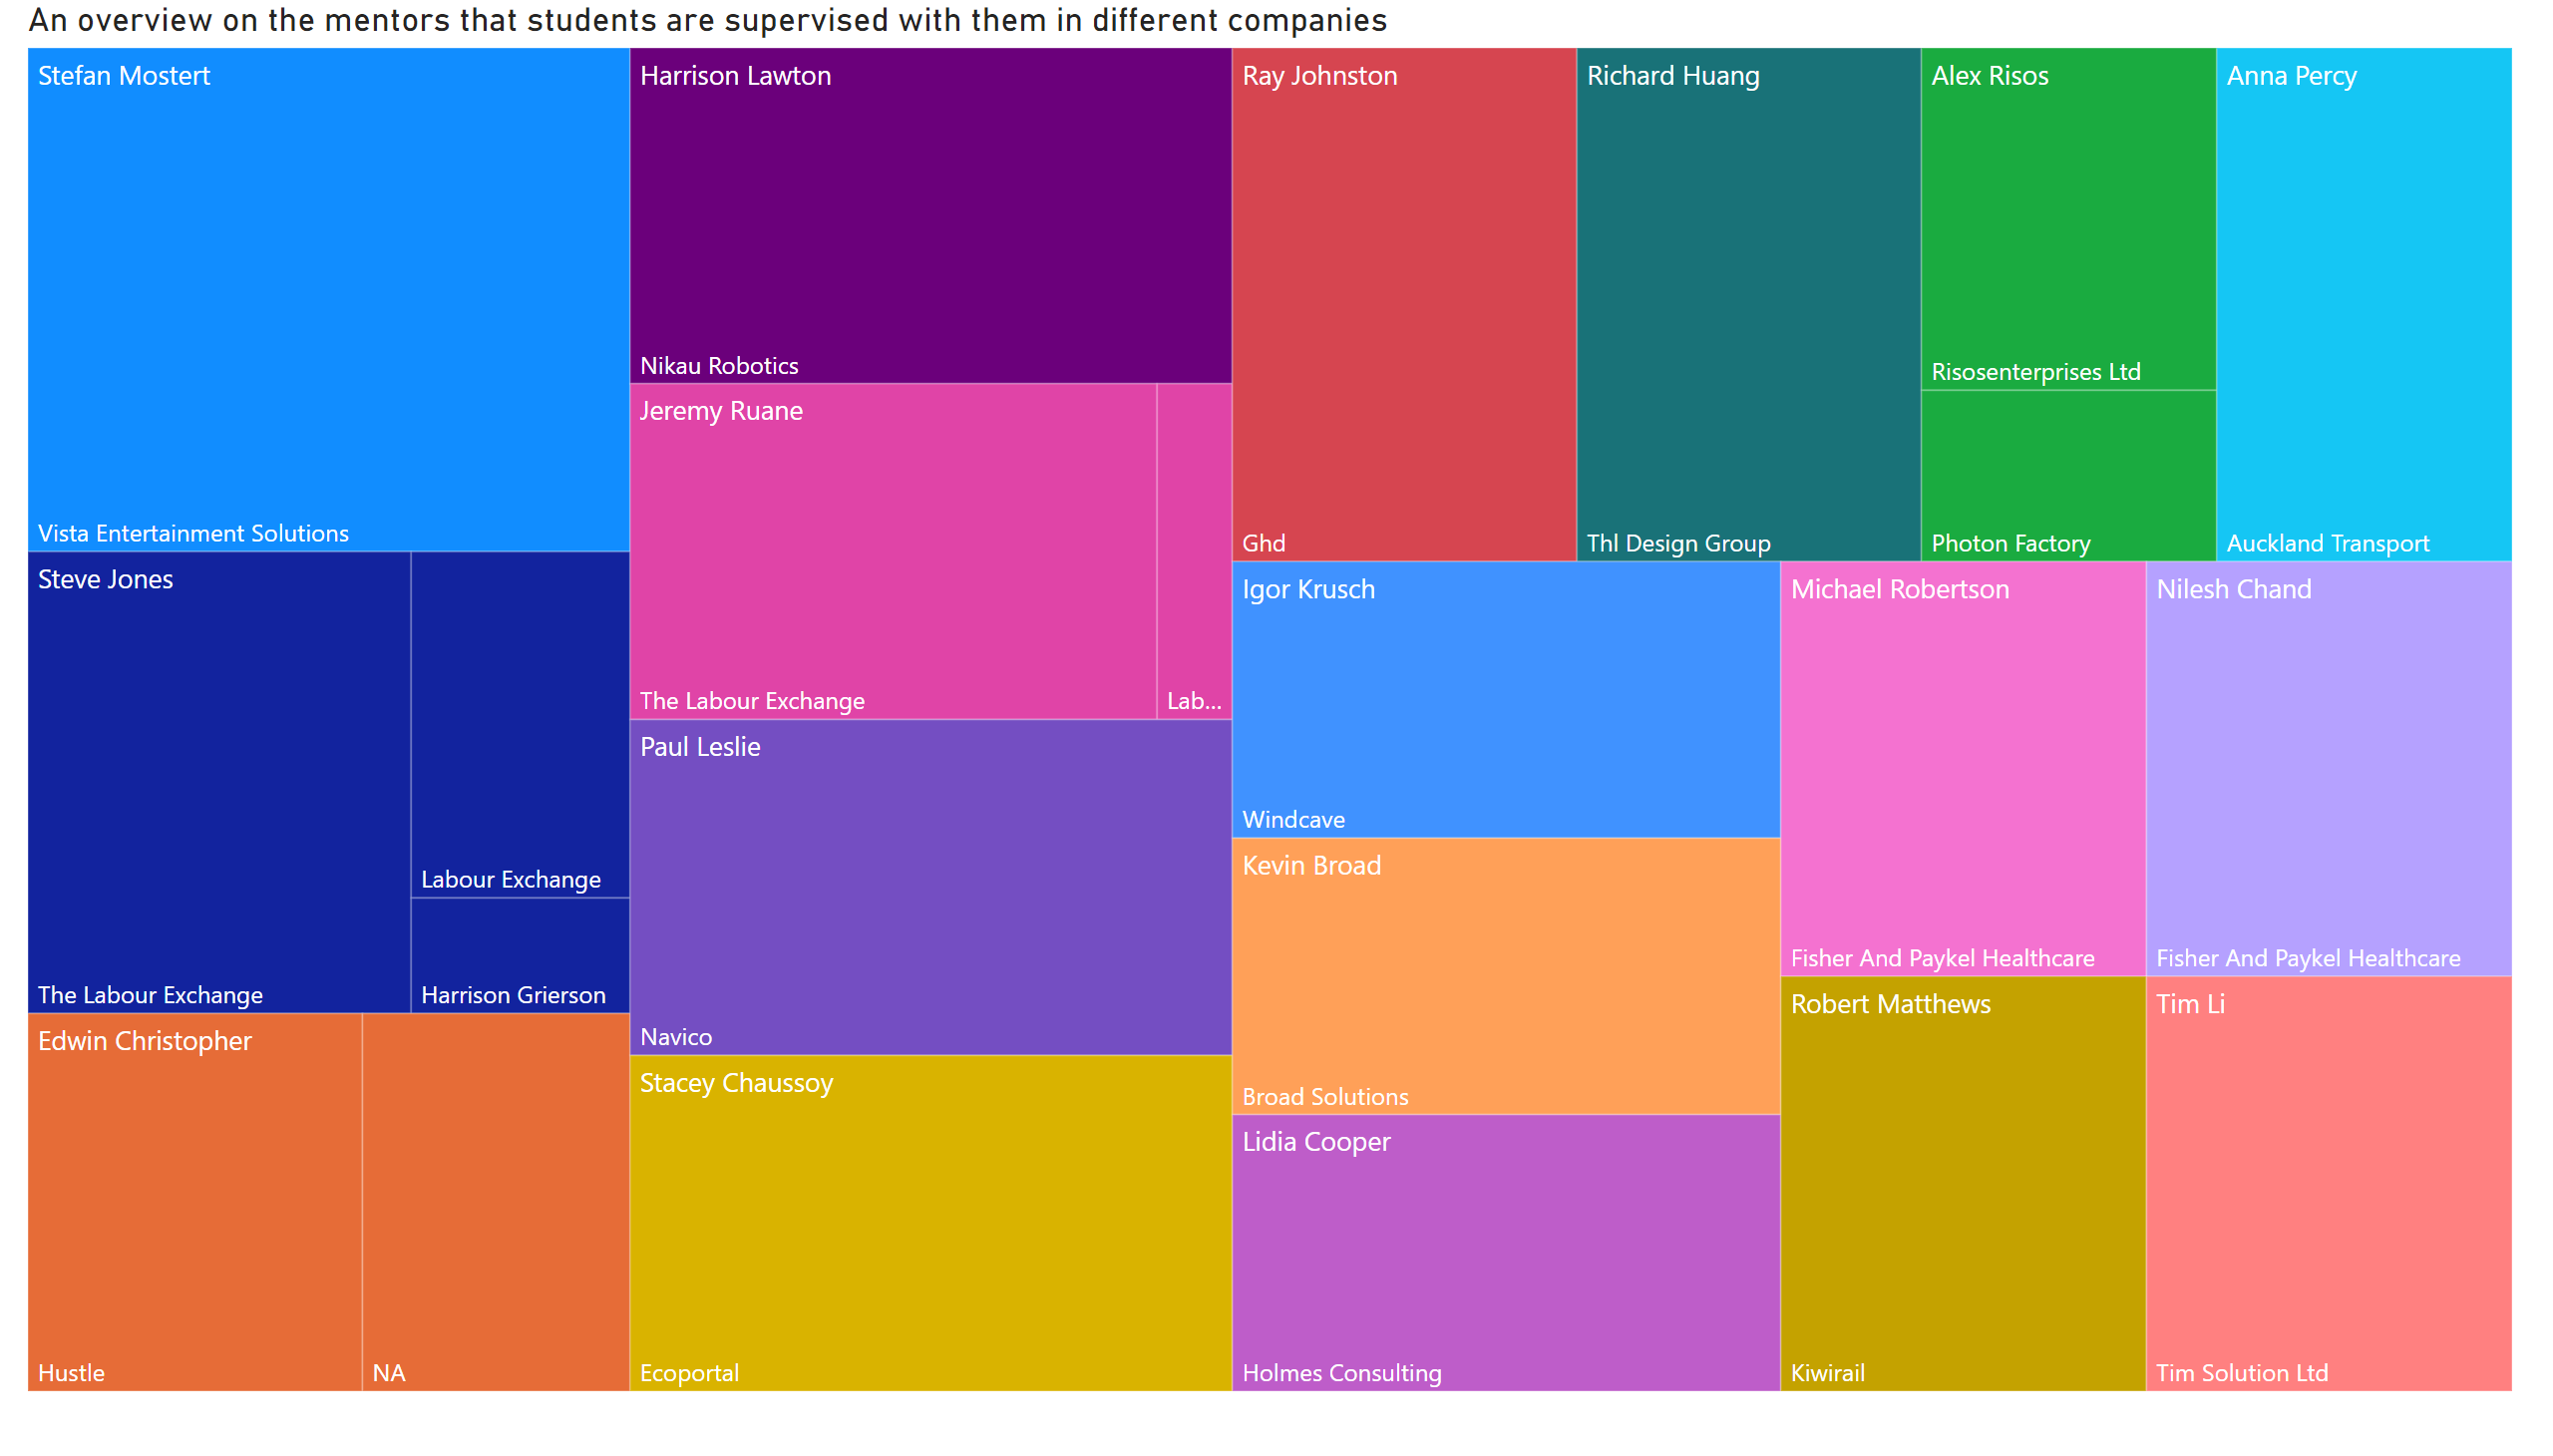 An overview on the mentors that students are supervised with them in different companies
Stefan Mostert
Vista Entertainment Solutions
Steve Jones
The Labour Exchange
Labour Exchange
Harrison Grierson
Edwin Christopher
Hustle
NA
Harrison Lawton
Nikau Robotics
Jeremy Ruane
The Labour Exchange
Lab...
Paul Leslie
Navico
Stacey Chaussoy
Ecoportal
Ray Johnston
Ghd
Richard Huang
Thl Design Group
Alex Risos
Risosenterprises Ltd
Photon Factory
Anna Percy
Auckland Transport
Igor Krusch
Windcave
Kevin Broad
Broad Solutions
Lidia Cooper
Holmes Consulting
Michael Robertson
Fisher And Paykel Healthcare
Nilesh Chand
Fisher And Paykel Healthcare
Robert Matthews
Kiwirail
Tim Li
Tim Solution Ltd